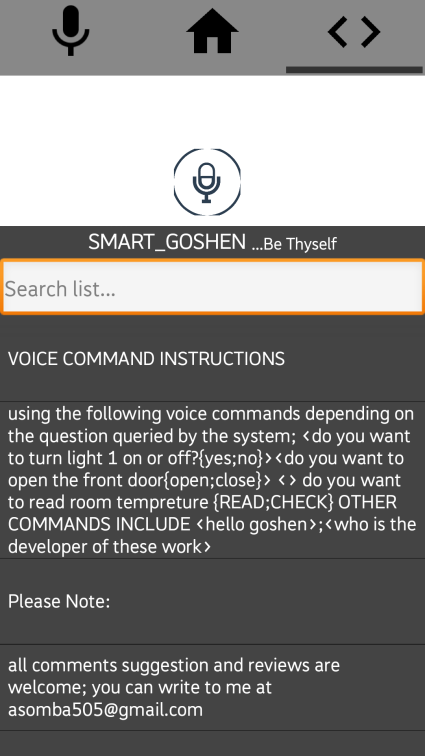 SMART_GOSHEN ...Be Thyself
Search list...
VOICE COMMAND INSTRUCTIONS
using the following voice commands depending on
the question queried by the system; <do you want
to turn light 1 on or off?{yes;no}><do you want to
open the front door{open;close}> <> do you want
to read room tempreture {READ;CHECK} OTHER
COMMANDS INCLUDE <hello goshen>;<who is the
developer of these work>
Please Note:
all comments suggestion and reviews are
welcome; you can write to me at
asomba505@gmail.com